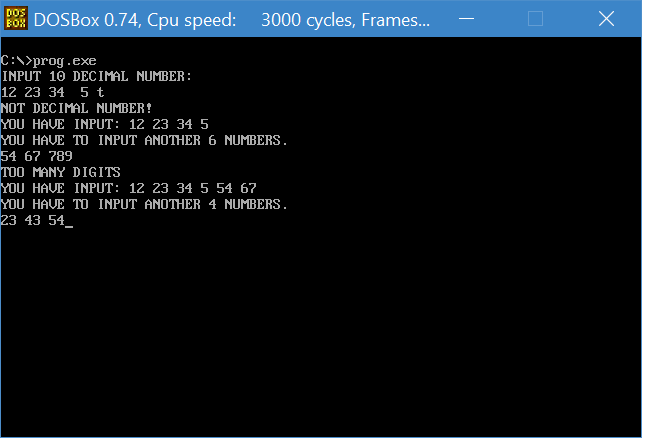 DOS BOX DOSBox 0.74, Cpu speed: 3000 cycles, Frames...
C:\>prog.exe
INPUT 10 DECIMAL NUMBER:
12 23 34  5 t
NOT DECIMAL NUMBER!
YOU HAVE INPUT: 12 23 34 5
YOU HAVE TO INPUT ANOTHER 6 NUMBERS.
54 67 789
TOO MANY DIGITS
YOU HAVE INPUT: 12 23 34 5 54 67
YOU HAVE TO INPUT ANOTHER 4 NUMBERS.
23 43 54_